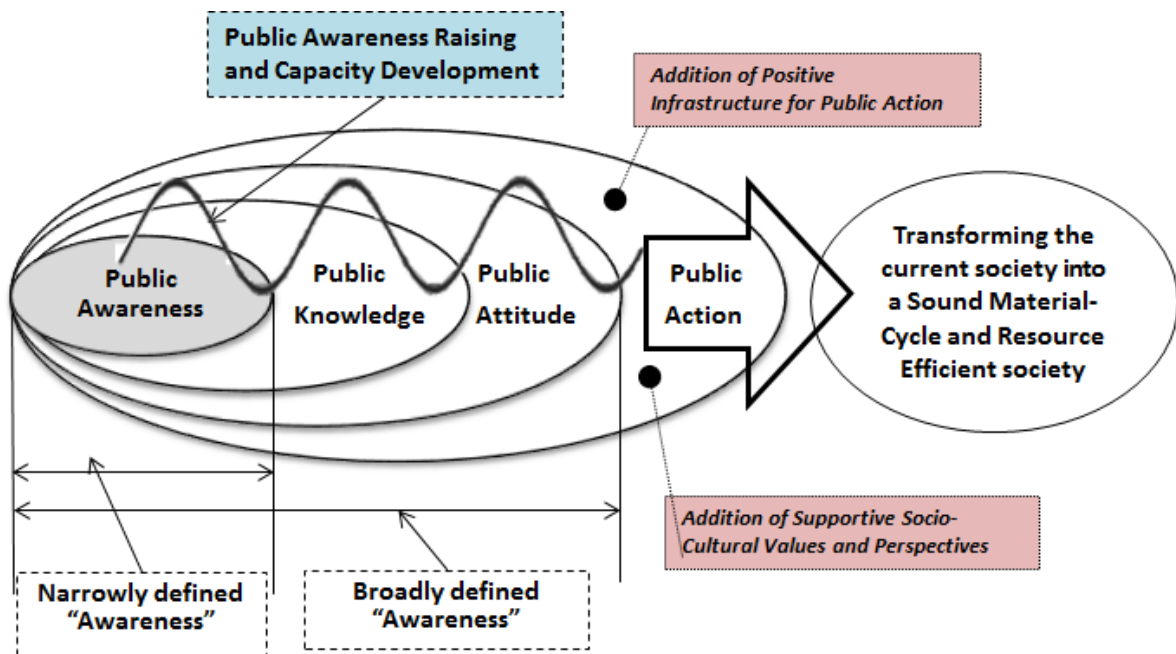 Public Awareness Raising
and Capacity Development
Addition of Positive
Infrastructure for Public Action
Public
Awareness
Public
Knowledge
Public
Attitude
Public
Action
Transforming the
current society into
a Sound Material-
Cycle and Resource
Efficient society
Addition of Supportive Socio-
Cultural Values and Perspectives
Narrowly defined
“Awareness”
Broadly defined
“Awareness”